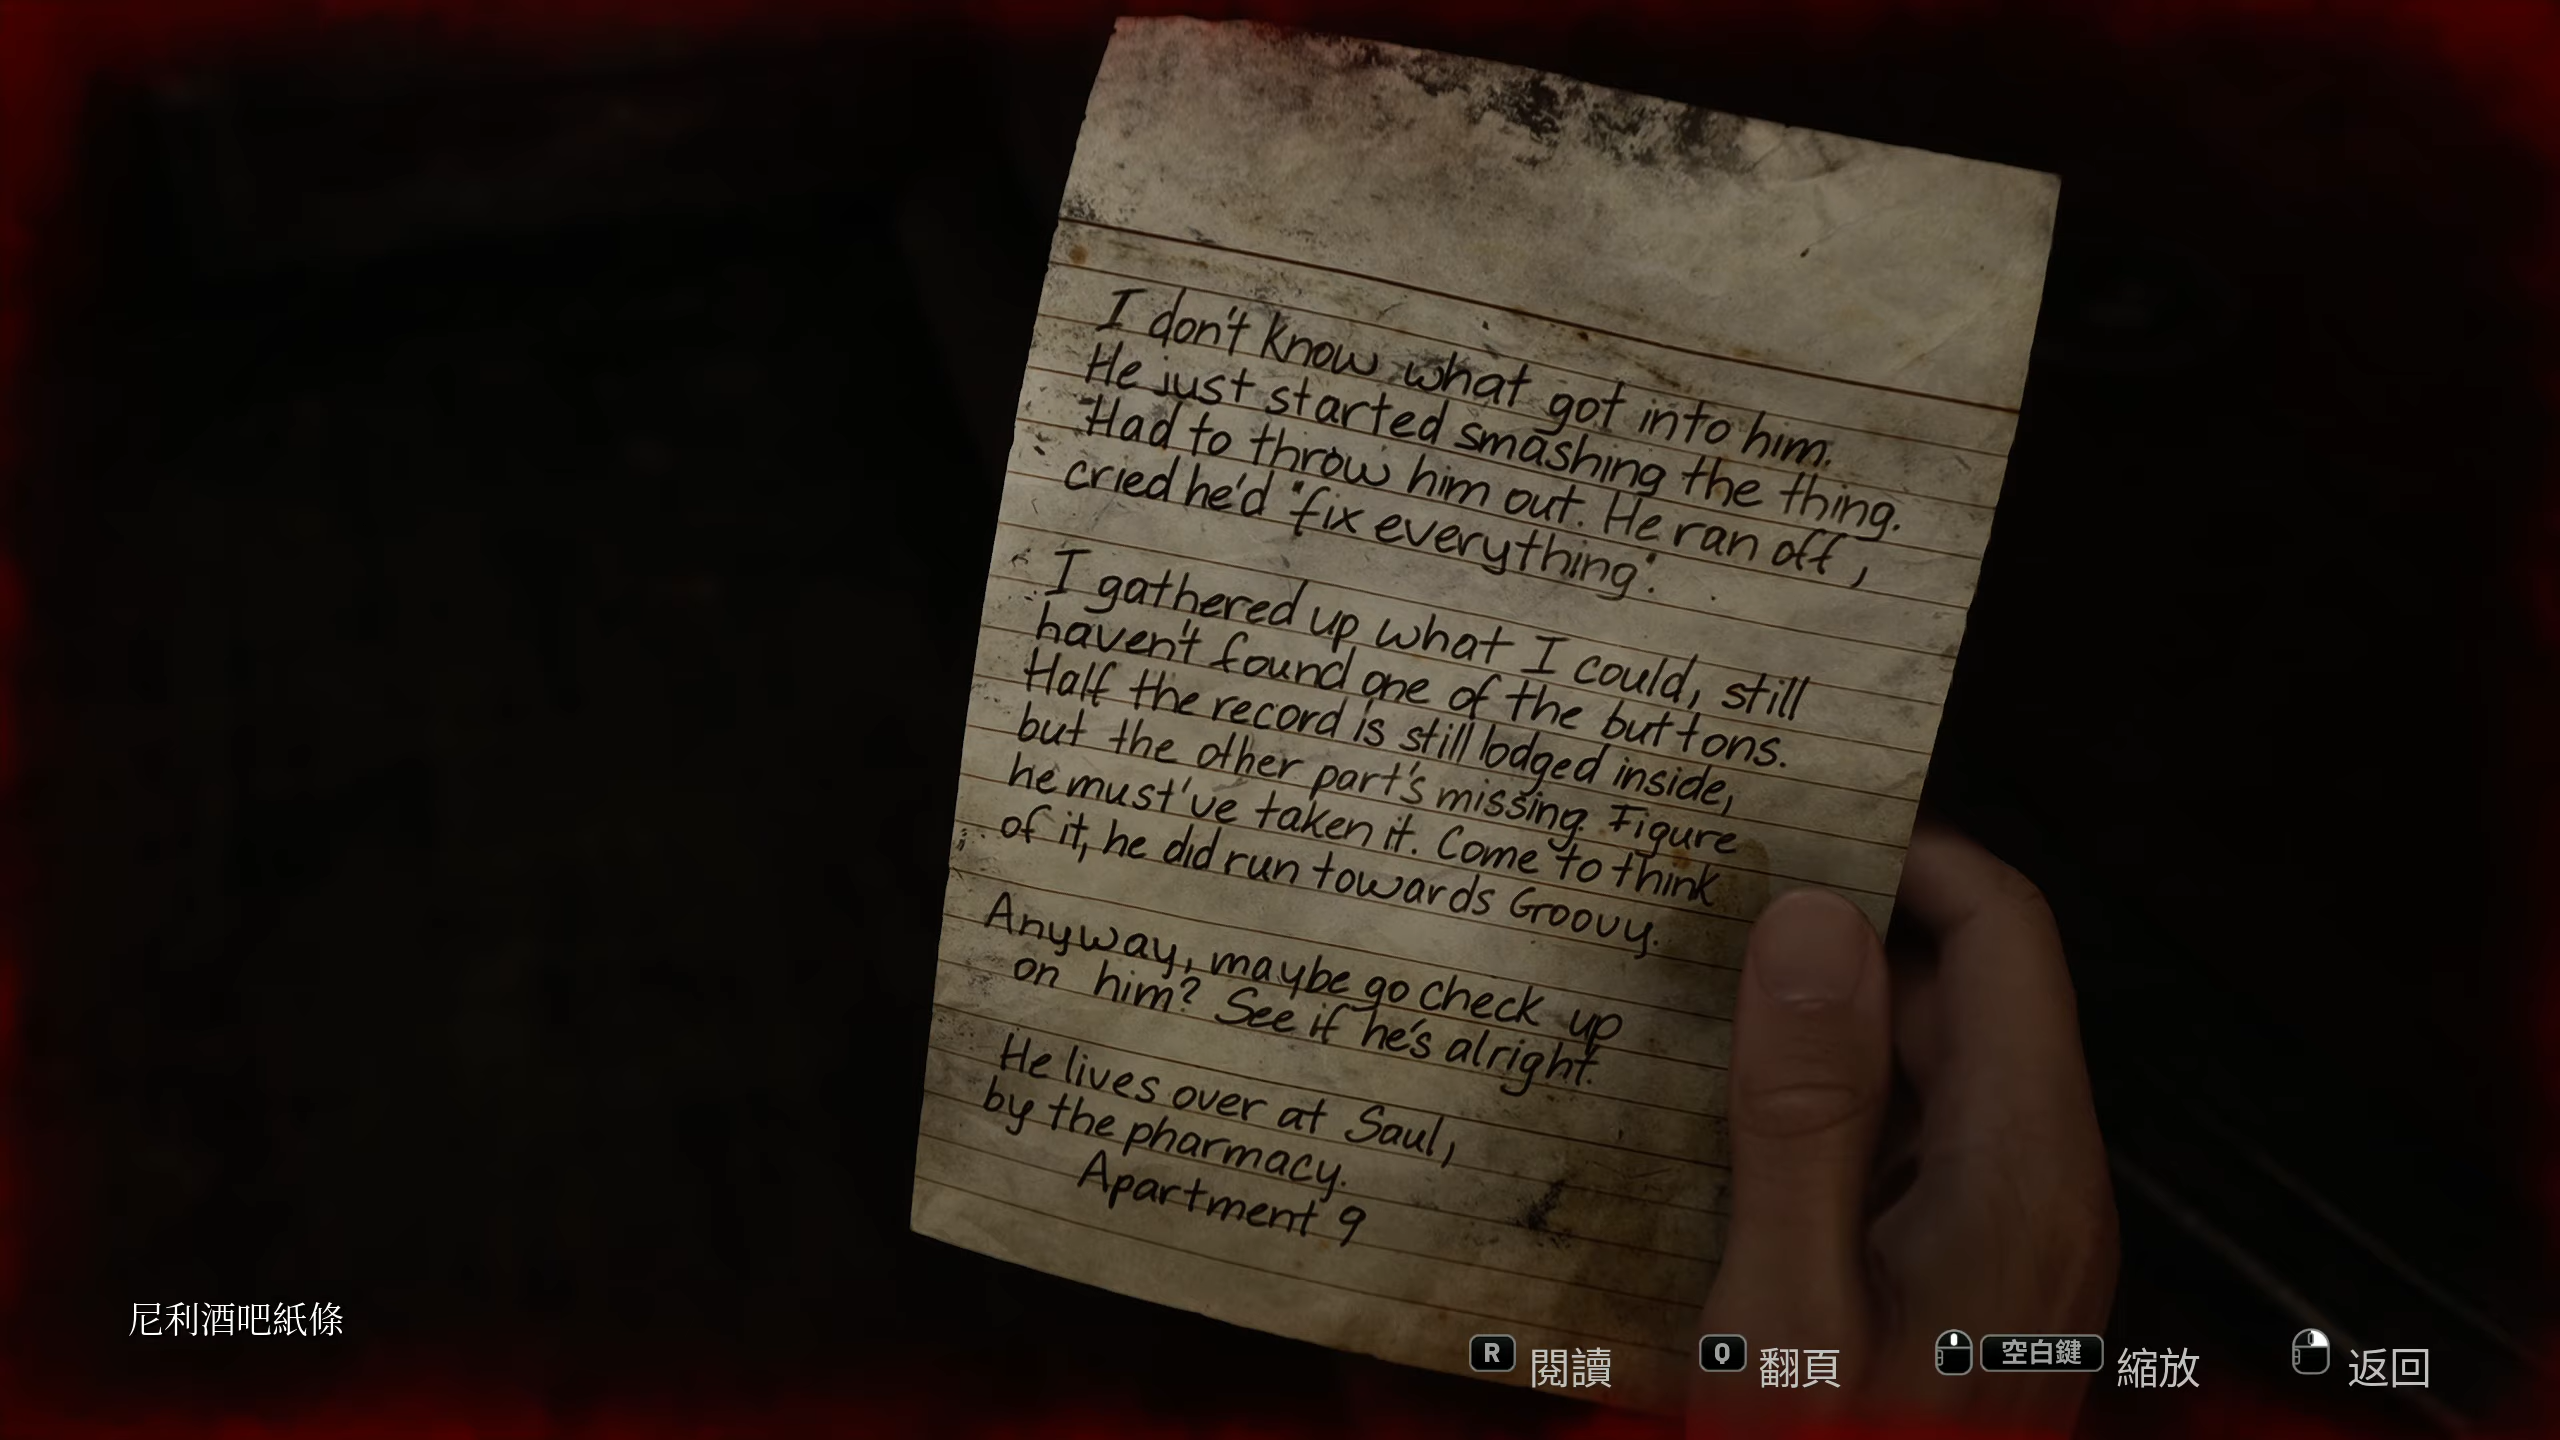 I don't know what got into him.
He just started smashing the thing.
Had to throw him out. He ran off,
cried he'd "fix everything".
I gathered up what I could, still
haven't found one of the buttons.
Half the record is still lodged inside,
but the other part's missing. Figure
he must've taken it. Come to think
of it, he did run towards Groovy.
Anyway, maybe go check up
on him? See if he's alright.
He lives over at Saul,
by the pharmacy.
Apartment 9
尼利酒吧紙條
R 閱讀 Q 翻頁 空白鍵 縮放 返回